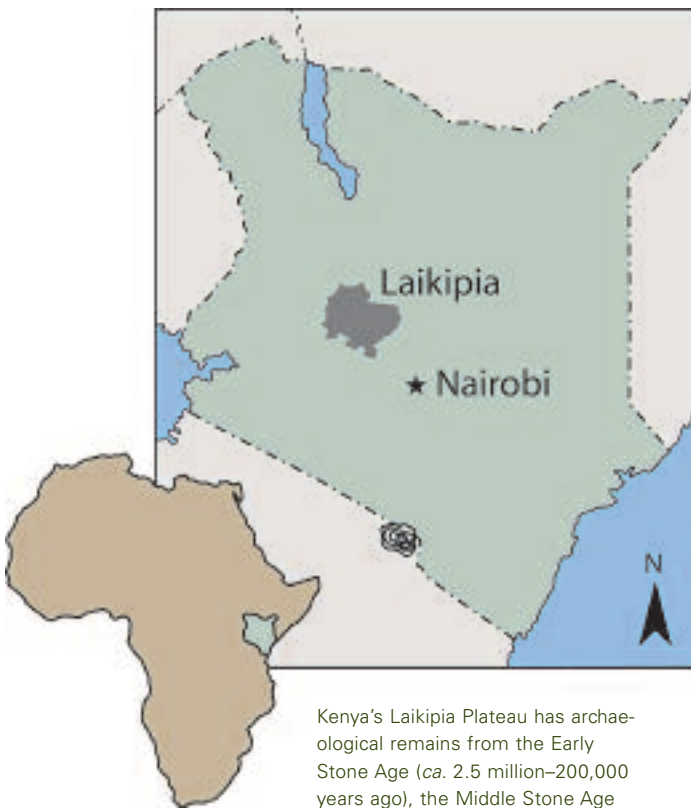 Laikipia
Nairobi
N
Kenya's Laikipia Plateau has archae-
ological remains from the Early
Stone Age (ca. 2.5 million–200,000
years ago), the Middle Stone Age